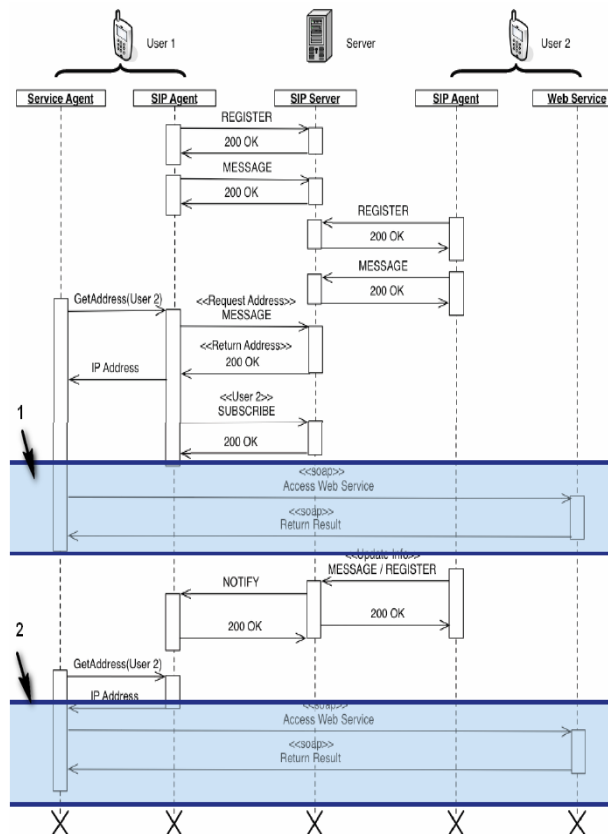 User 1
Server
User 2
Service Agent
SIP Agent
SIP Server
SIP Agent
Web Service
REGISTER
200 OK
MESSAGE
200 OK
REGISTER
200 OK
MESSAGE
200 OK
GetAddress(User 2)
<<Request Address>>
MESSAGE
<<Return Address>>
200 OK
IP Address
<<User 2>>
SUBSCRIBE
200 OK
1
<<soap>>
Access Web Service
<<soap>>
Return Result
<<Update Info>>
MESSAGE / REGISTER
NOTIFY
200 OK
200 OK
2
GetAddress(User 2)
IP Address
<<soap>>
Access Web Service
<<soap>>
Return Result